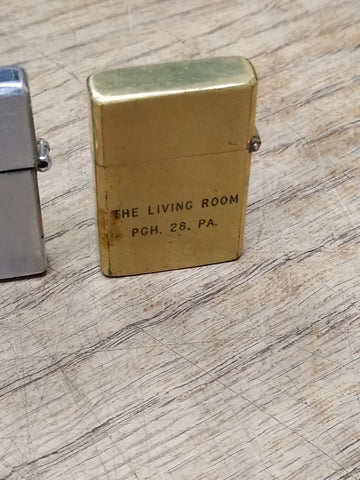 THE LIVING ROOM
PGH. 28. PA.